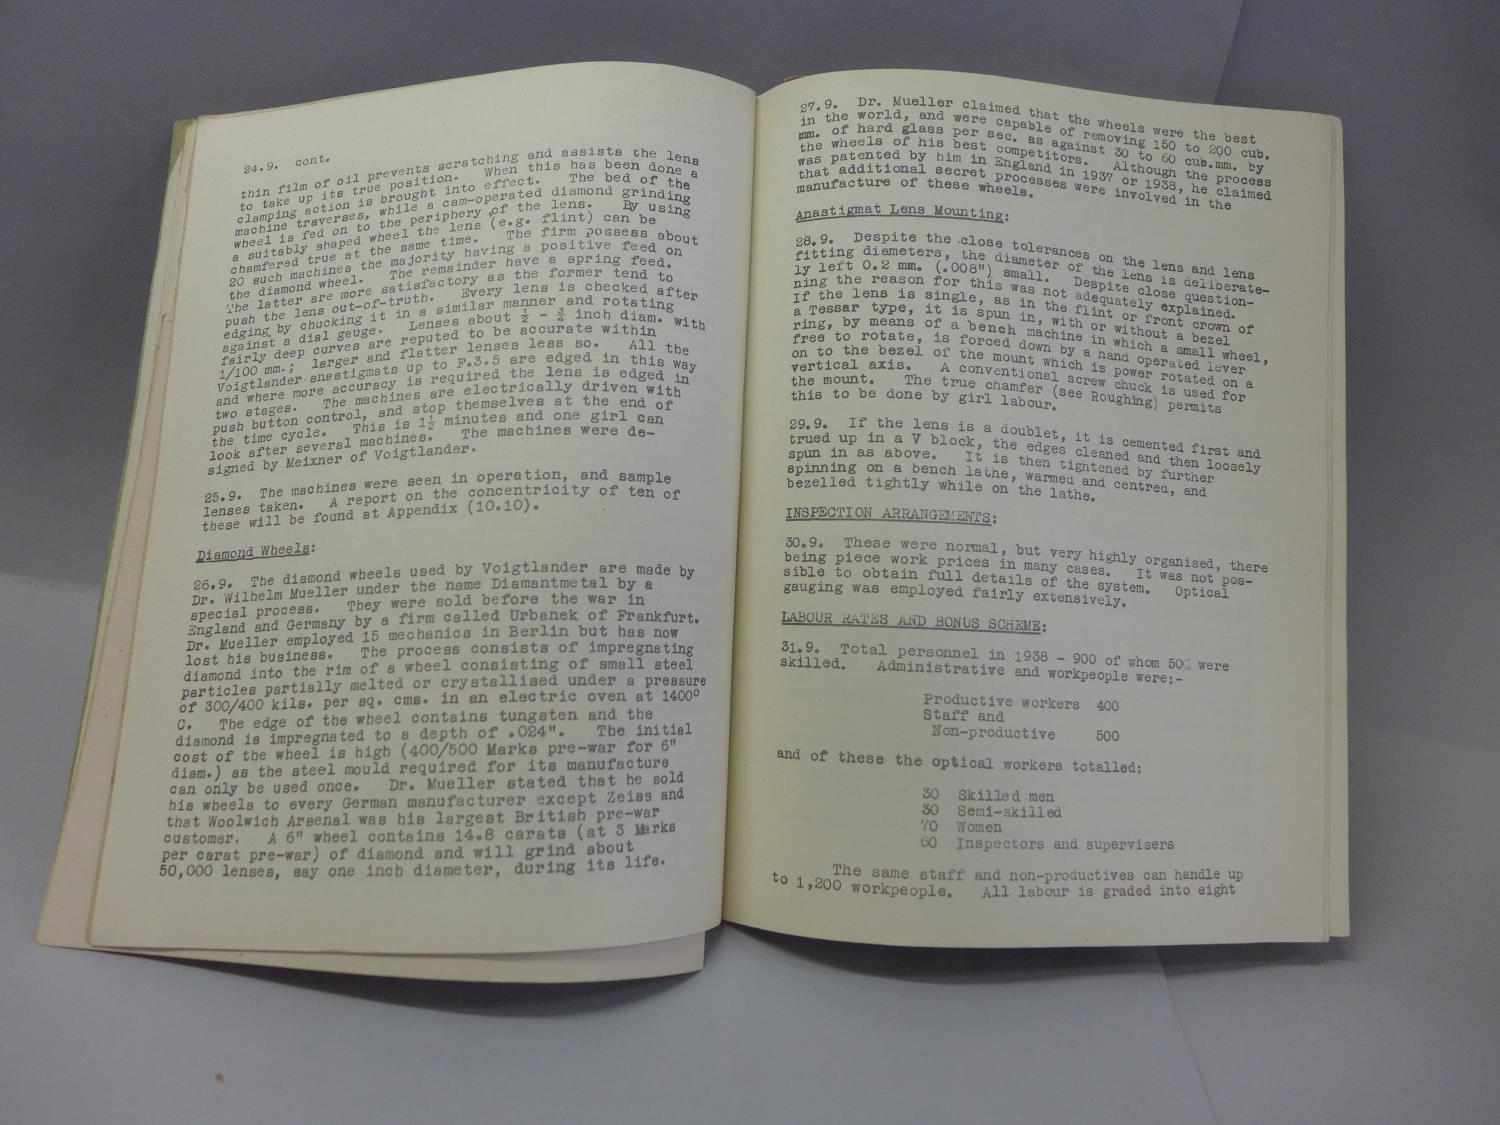 24.9.  cont.
thin film of oil prevents scratching and assists the lens
to take up its true position.  When this has been done a
clamping action is brought into effect.  The bed of the
machine traverses, while a cam-operated diamond grinding
wheel is fed on to the periphery of the lens.  By using
a suitably shaped wheel the lens (e.g. flint) can be
chamfered true at the same time.  The firm possess about
20 such machines the majority having a positive feed on
the diamond wheel.  The remainder have a spring feed.
The latter are more satisfactory as the former tend to
push the lens out-of-truth.  Every lens is checked after
edging by chucking it in a similar manner and rotating
against a dial gauge.  Lenses about ½ - ¾ inch diam. with
fairly deep curves are reputed to be accurate within
1/100 mm.; larger and flatter lenses less so.  All the
Voigtlander anastigmats up to F.3.5 are edged in this way
and where more accuracy is required the lens is edged in
two stages.  The machines are electrically driven with
push button control, and stop themselves at the end of
the time cycle.  This is 1½ minutes and one girl can
look after several machines.  The machines were de-
signed by Meixner of Voigtlander.
25.9.  The machines were seen in operation, and sample
lenses taken.  A report on the concentricity of ten of
these will be found at Appendix (10.10).
Diamond Wheels:
26.9.  The diamond wheels used by Voigtlander are made by
Dr. Wilhelm Mueller under the name Diamantmetal by a
special process.  They were sold before the war in
England and Germany by a firm called Urbanek of Frankfurt.
Dr. Mueller employed 15 mechanics in Berlin but has now
lost his business.  The process consists of impregnating
diamond into the rim of a wheel consisting of small steel
particles partially melted or crystallised under a pressure
of 300/400 kils. per sq. cms. in an electric oven at 1400°
C.  The edge of the wheel contains tungsten and the
diamond is impregnated to a depth of .024".  The initial
cost of the wheel is high (400/500 Marks pre-war for 6"
diam.) as the steel mould required for its manufacture
can only be used once.  Dr. Mueller stated that he sold
his wheels to every German manufacturer except Zeiss and
that Woolwich Arsenal was his largest British pre-war
customer.  A 6" wheel contains 14.8 carats (at 3 Marks
per carat pre-war) of diamond and will grind about
50,000 lenses, say one inch diameter, during its life.
27.9.  Dr. Mueller claimed that the wheels were the best
in the world, and were capable of removing 150 to 200 cub.
mm. of hard glass per sec. as against 30 to 60 cub.mm. by
the wheels of his best competitors.  Although the process
was patented by him in England in 1937 or 1938, he claimed
that additional secret processes were involved in the
manufacture of these wheels.
Anastigmat Lens Mounting:
28.9.  Despite the close tolerances on the lens and lens
fitting diameters, the diameter of the lens is deliberate-
ly left 0.2 mm. (.008") small.  Despite close question-
ning the reason for this was not adequately explained.
If the lens is single, as in the flint or front crown of
a Tessar type, it is spun in, with or without a bezel
ring, by means of a bench machine in which a small wheel,
free to rotate, is forced down by a hand operated lever
on to the bezel of the mount which is power rotated on a
vertical axis.  A conventional screw chuck is used for
the mount.  The true chamfer (see Roughing) permits
this to be done by girl labour.
29.9.  If the lens is a doublet, it is cemented first and
trued up in a V block, the edges cleaned and then loosely
spun in as above.  It is then tightened by further
spinning on a bench lathe, warmed and centred, and
bezelled tightly while on the lathe.
INSPECTION ARRANGEMENTS:
30.9.  These were normal, but very highly organised, there
being piece work prices in many cases.  It was not pos-
sible to obtain full details of the system.  Optical
gauging was employed fairly extensively.
LABOUR RATES AND BONUS SCHEME:
31.9.  Total personnel in 1938 - 900 of whom 50% were
skilled.  Administrative and workpeople were:-
Productive workers  400
Staff and
Non-productive  500
and of these the optical workers totalled:
30  Skilled men
30  Semi-skilled
70  Women
60  Inspectors and supervisers
The same staff and non-productives can handle up
to 1,200 workpeople.  All labour is graded into eight